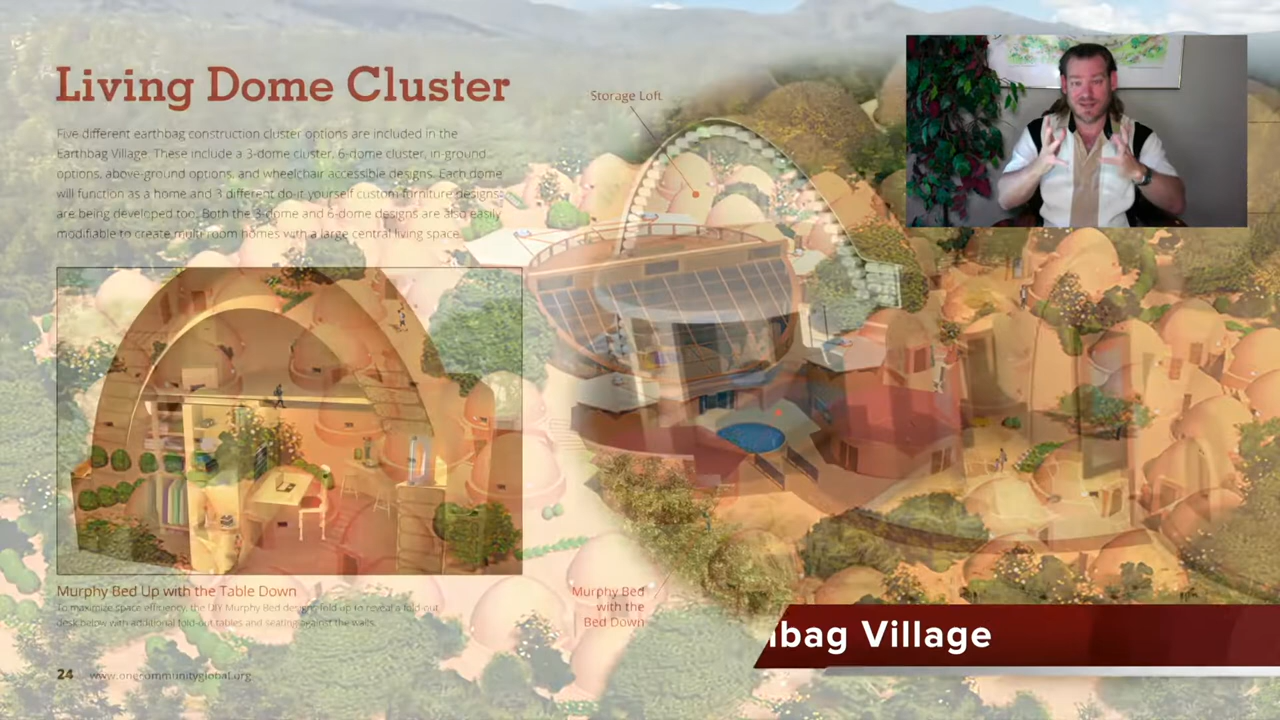 Living Dome Cluster
Storage Loft
Five different earthbag construction cluster options are included in the
Earthbag Village. These include a 3-dome cluster, 6-dome cluster, in-ground
options, above-ground options, and wheelchair accessible designs. Each dome
will function as a home and 3 different do-it-yourself custom furniture designs
are being developed too. Both the 3-dome and 6-dome designs are also easily
modifiable to create multi-room homes with a large central living space.
Murphy Bed Up with the Table Down
To maximize space efficiency, the DIY Murphy Bed designs fold up to reveal a fold-out
desk below with additional fold-out tables and seating against the walls.
Murphy Bed
with the
Bed Down
bag Village
24 www.onecommunityglobal.org